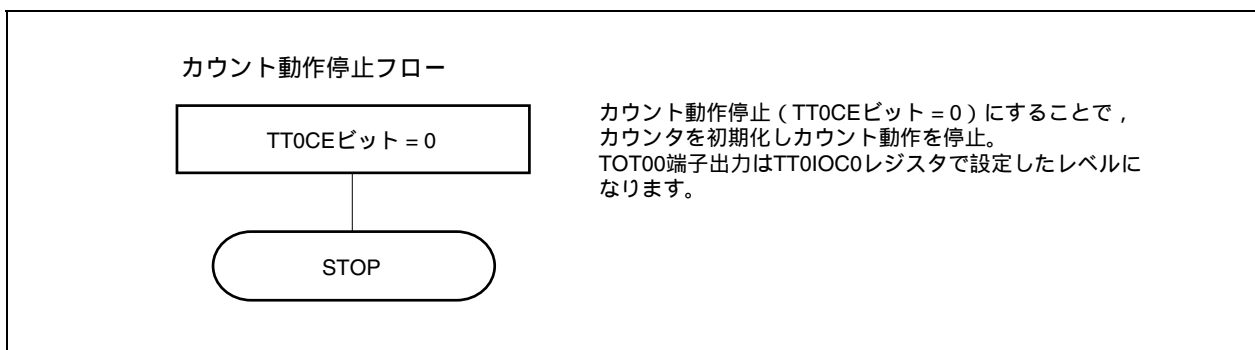 カウント動作停止フロー
TT0CEビット = 0
STOP
カウント動作停止（TT0CEビット = 0）にすることで，
カウンタを初期化しカウント動作を停止。
TOT00端子出力はTT0IOC0レジスタで設定したレベルに
なります。